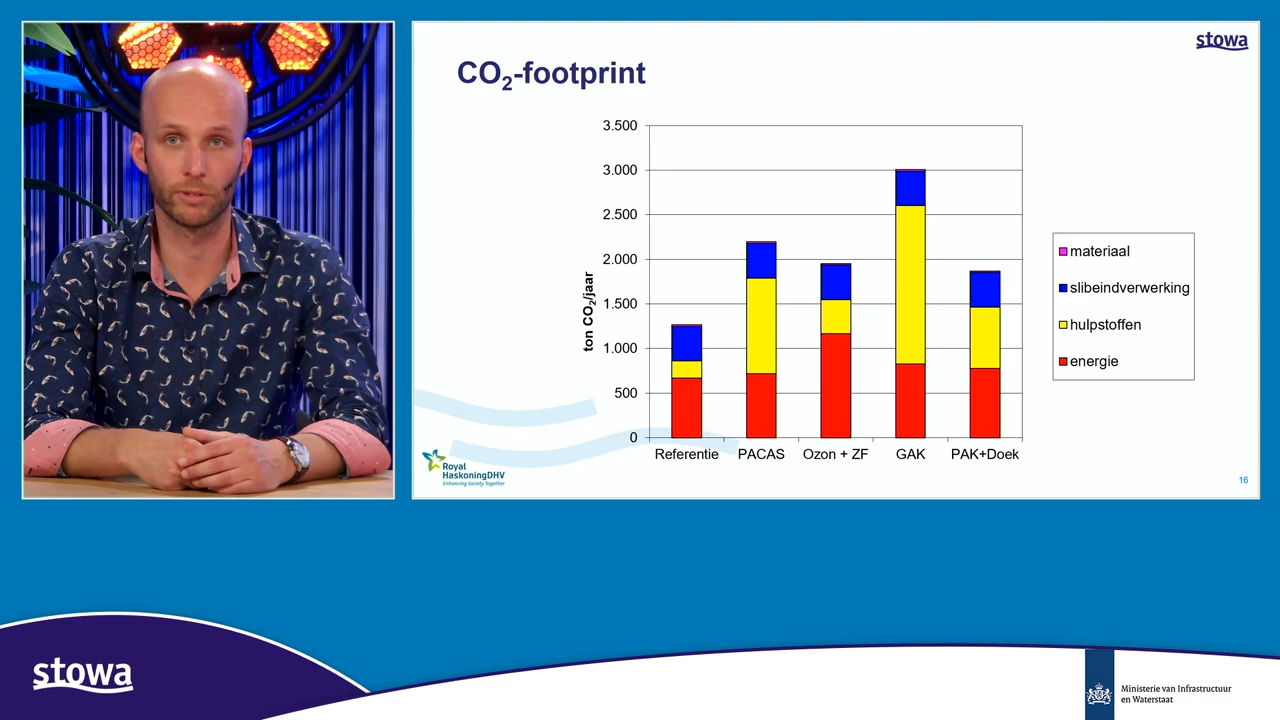 stowa
CO2-footprint
3.500
3.000
2.500
2.000
1.500
1.000
500
0
ton CO2/jaar
Referentie PACAS Ozon + ZF GAK PAK+Doek
materiaal
slibeindverwerking
hulpstoffen
energie
Royal
HaskoningDHV
Enhancing Society Together
16
stowa
Ministerie van Infrastructuur
en Waterstaat